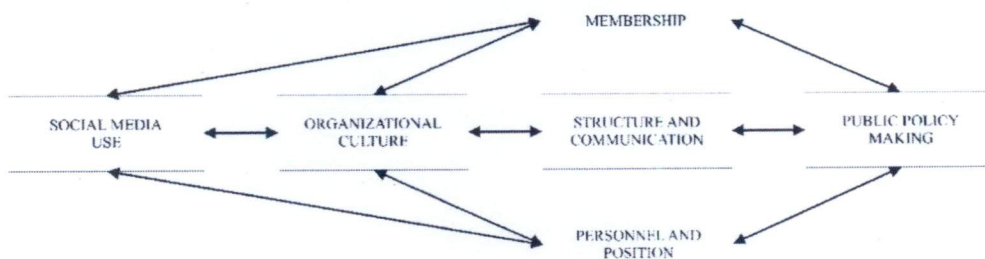 MEMBERSHIP
SOCIAL MEDIA
USE
ORGANIZATIONAL
CULTURE
STRUCTURE AND
COMMUNICATION
PUBLIC POLICY
MAKING
PERSONNEL AND
POSITION